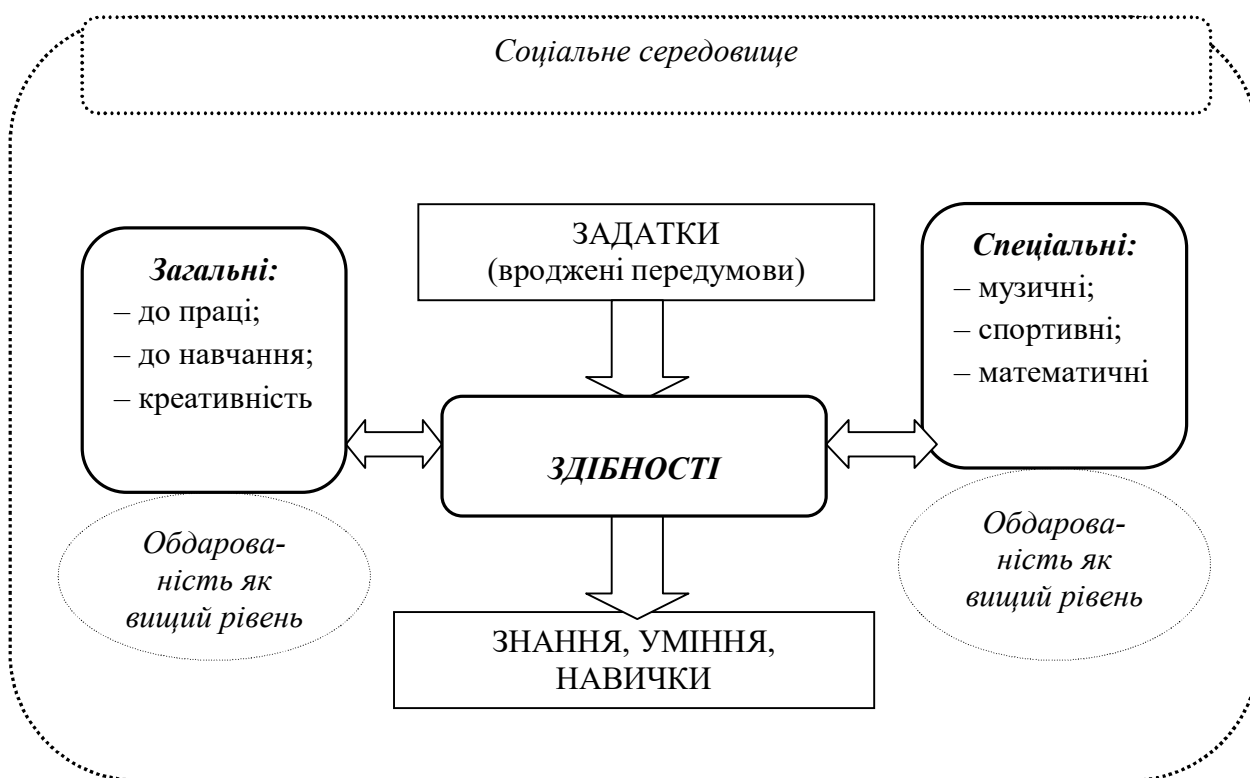 Соціальне середовище
ЗАДАТКИ
(вроджені передумови)
Загальні:
– до праці;
– до навчання;
– креативність
Спеціальні:
– музичні;
– спортивні;
– математичні
ЗДІБНОСТІ
Обдарова-
ність як
вищий рівень
Обдарова-
ність як
вищий рівень
ЗНАННЯ, УМІННЯ,
НАВИЧКИ